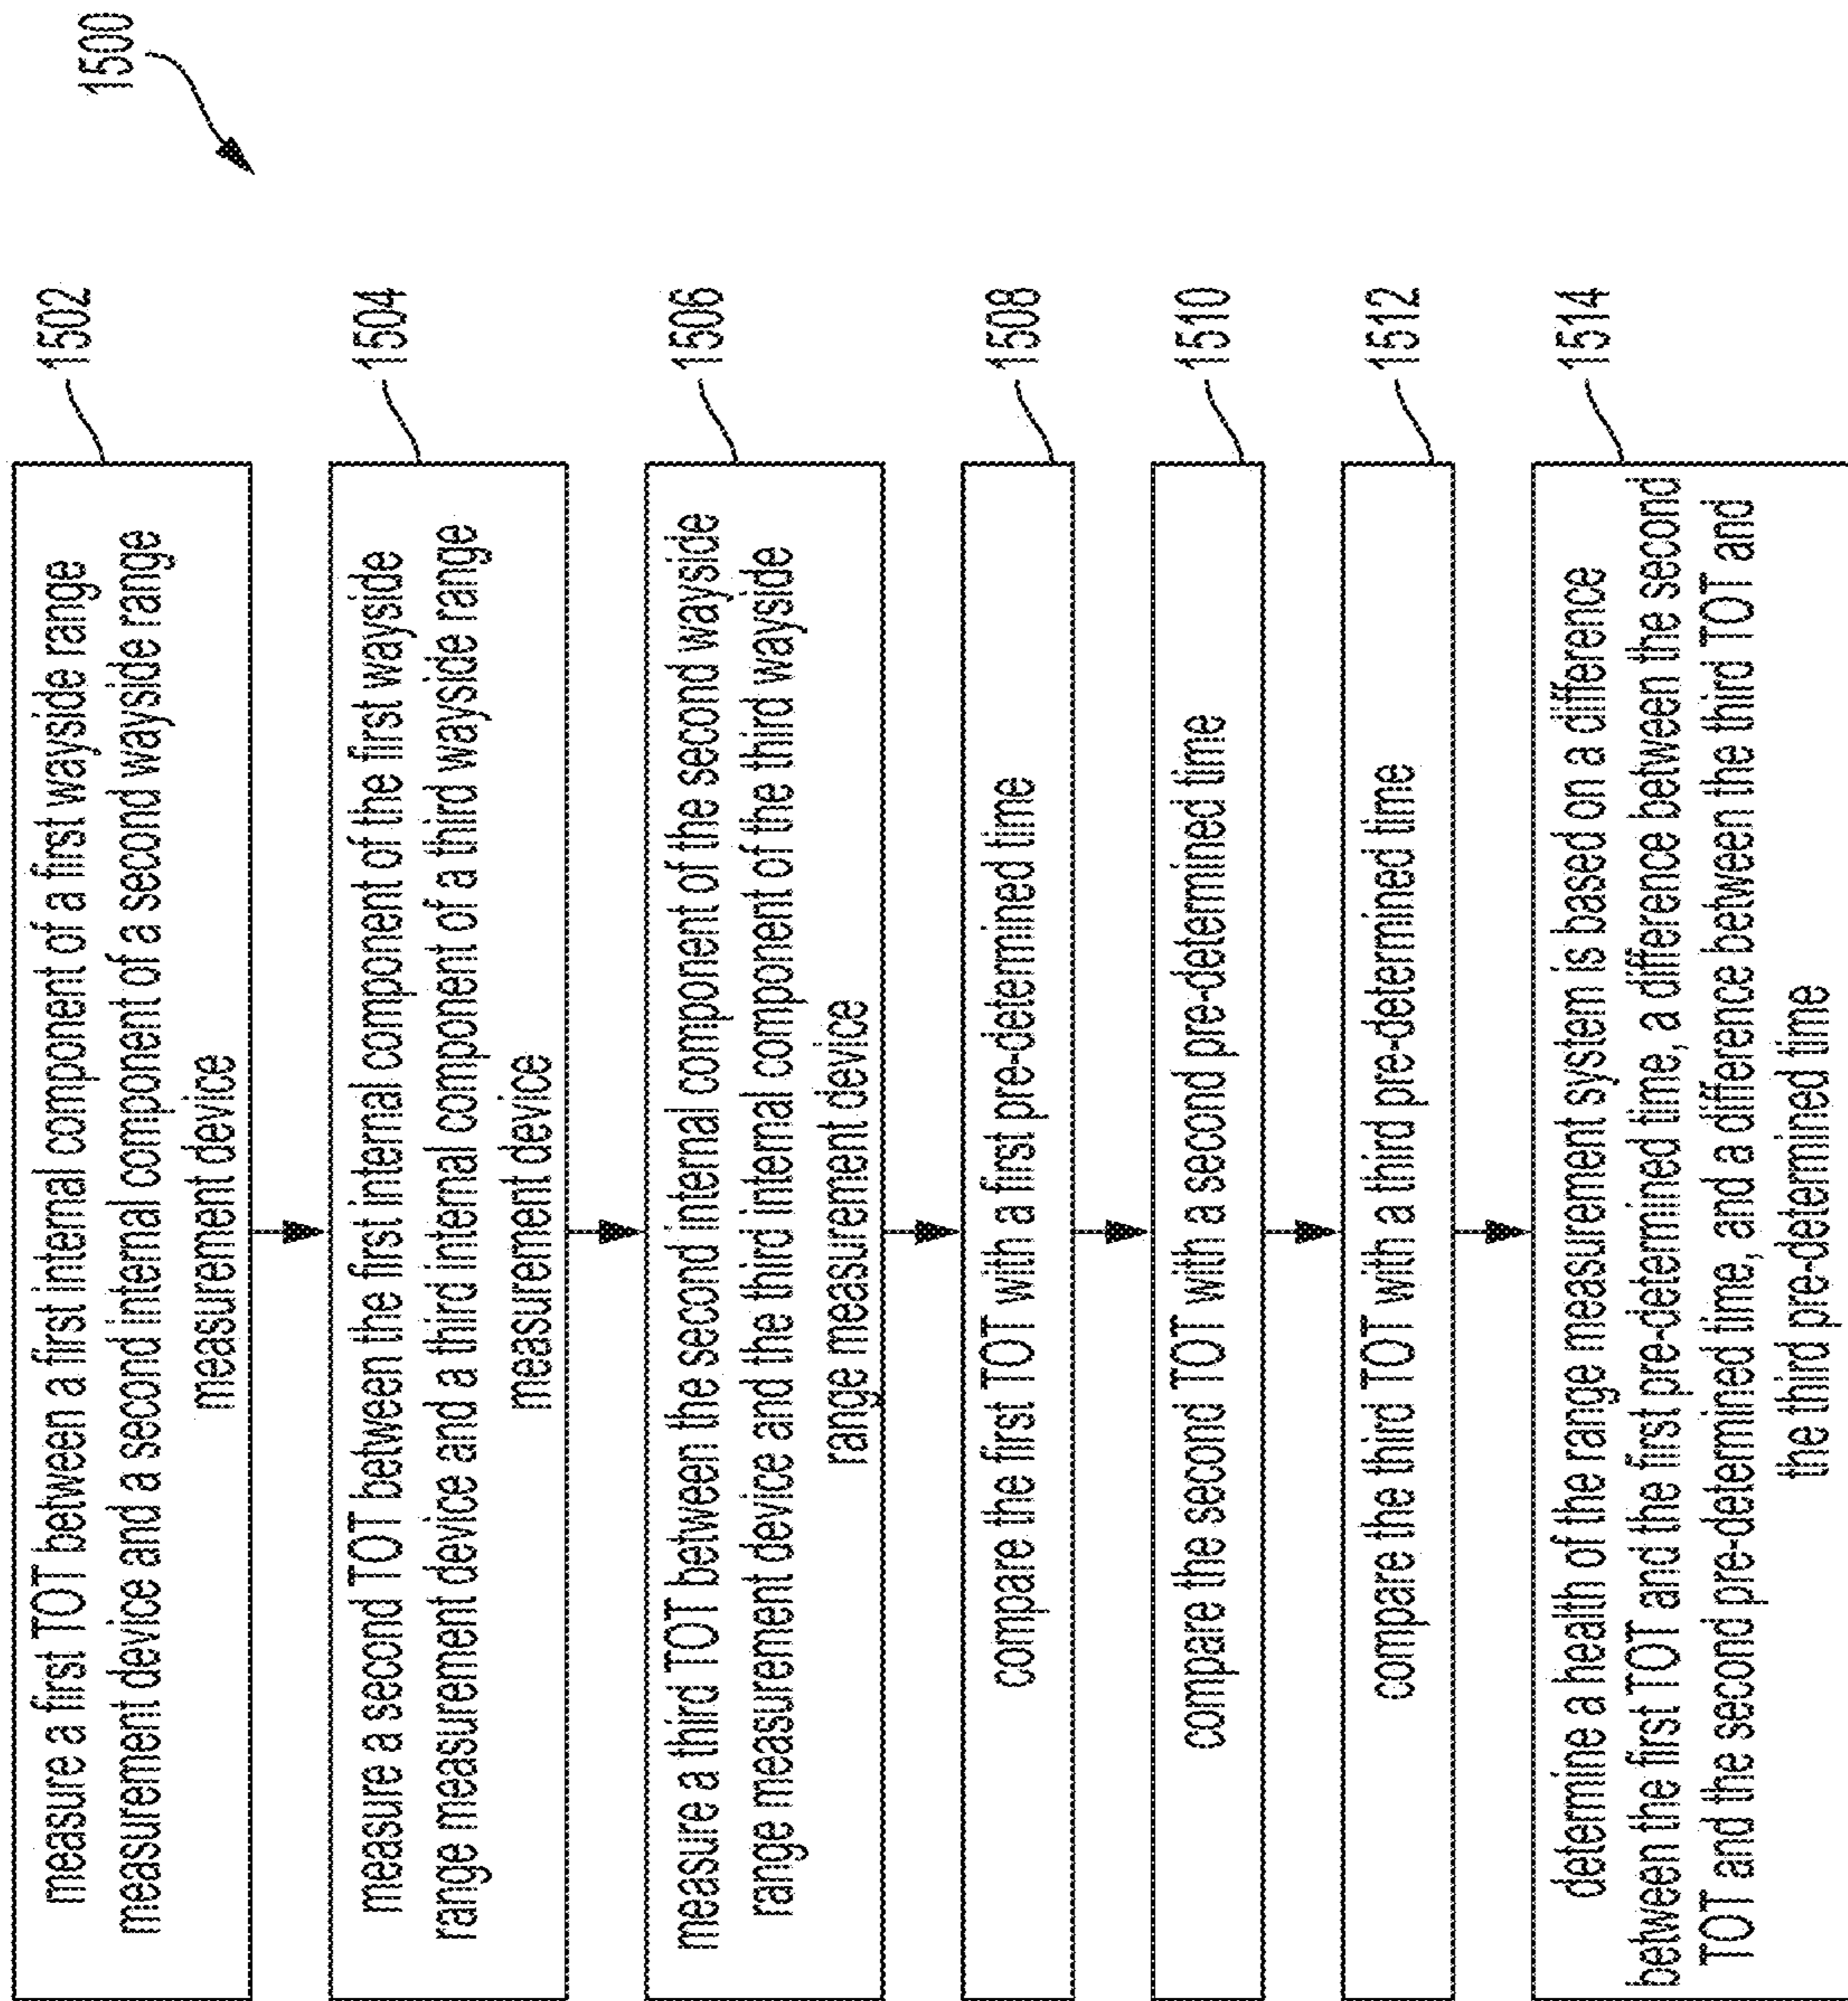 1500
measure a first TOT between a first internal component of a first wayside range
measurement device and a second internal component of a second wayside range
measurement device
1502
measure a second TOT between the first internal component of the first wayside
range measurement device and a third internal component of a third wayside range
measurement device
1504
measure a third TOT between the second internal component of the second wayside
range measurement device and the third internal component of the third wayside
range measurement device
1506
compare the first TOT with a first pre-determined time
1508
compare the second TOT with a second pre-determined time
1510
compare the third TOT with a third pre-determined time
1512
determine a health of the range measurement system is based on a difference
between the first TOT and the first pre-determined time, a difference between the second
TOT and the second pre-determined time, and a difference between the third TOT and
the third pre-determined time
1514